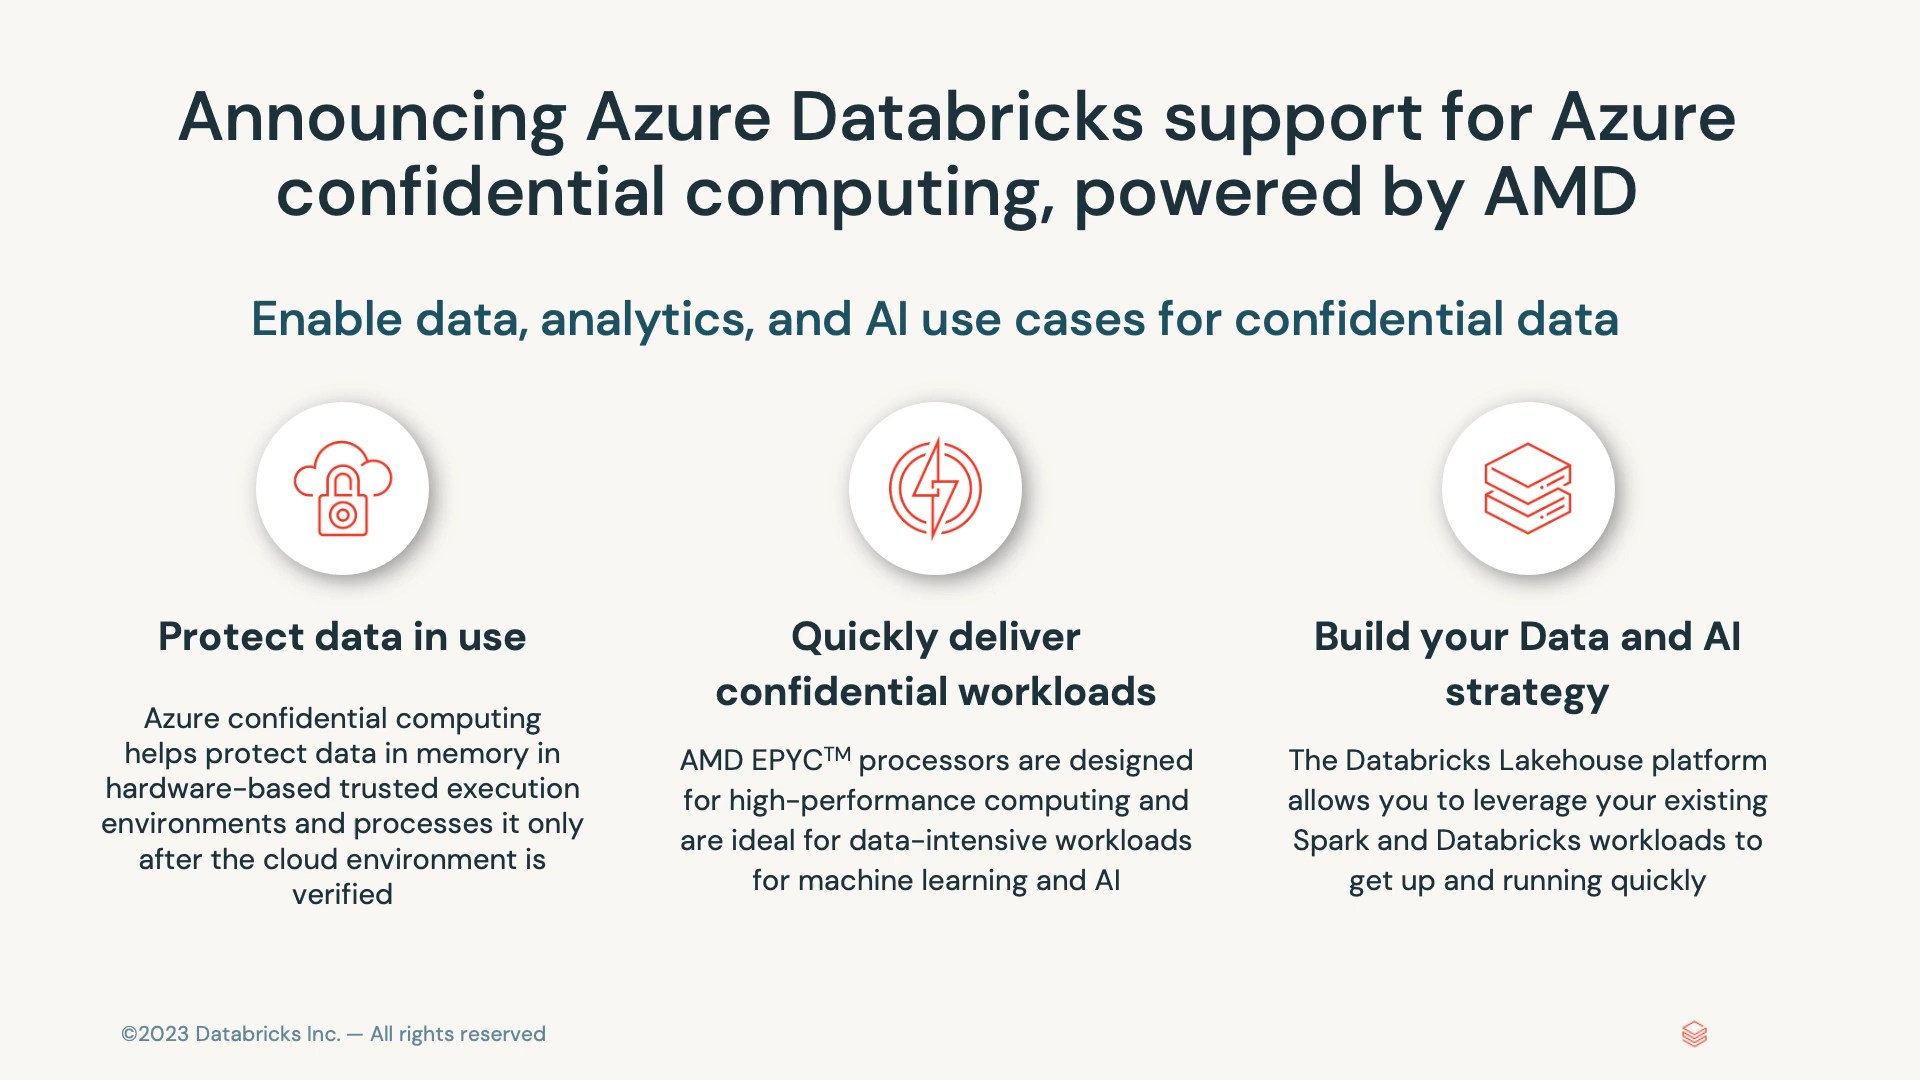 Announcing Azure Databricks support for Azure
confidential computing, powered by AMD
Enable data, analytics, and AI use cases for confidential data
Protect data in use
Azure confidential computing
helps protect data in memory in
hardware-based trusted execution
environments and processes it only
after the cloud environment is
verified
Quickly deliver
confidential workloads
AMD EPYC™ processors are designed
for high-performance computing and
are ideal for data-intensive workloads
for machine learning and AI
Build your Data and AI
strategy
The Databricks Lakehouse platform
allows you to leverage your existing
Spark and Databricks workloads to
get up and running quickly
©2023 Databricks Inc. — All rights reserved